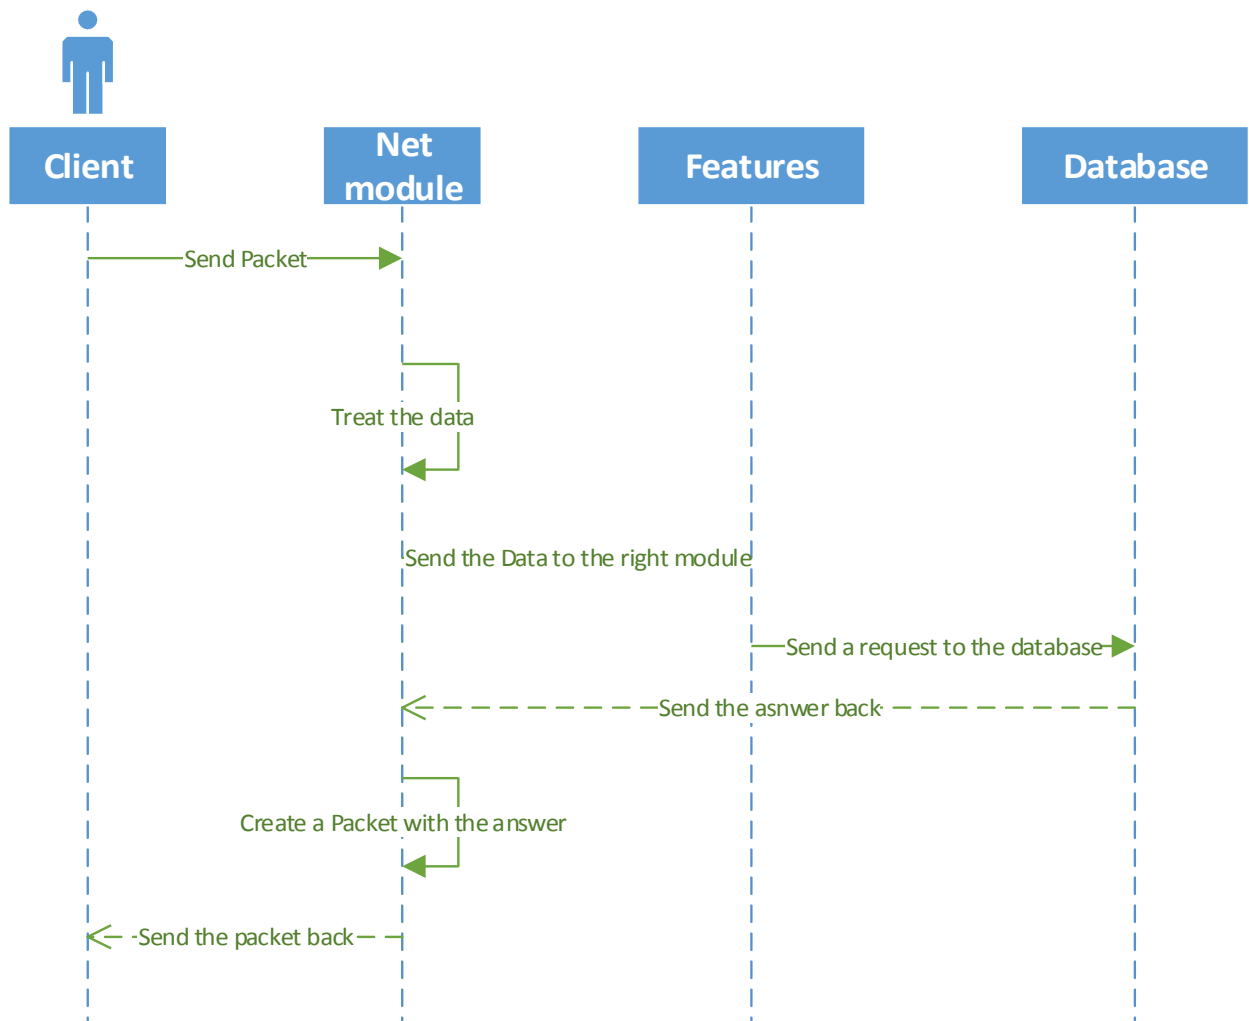 Client
Net
module
Features
Database
Send Packet
Treat the data
Send the Data to the right module
Send a request to the database
Send the asnwer back
Create a Packet with the answer
Send the packet back